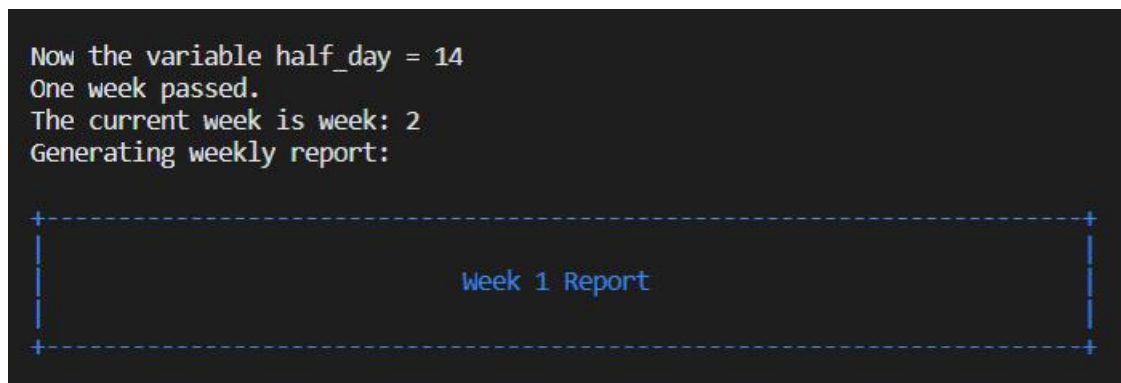 Now the variable half_day = 14
One week passed.
The current week is week: 2
Generating weekly report:
Week 1 Report